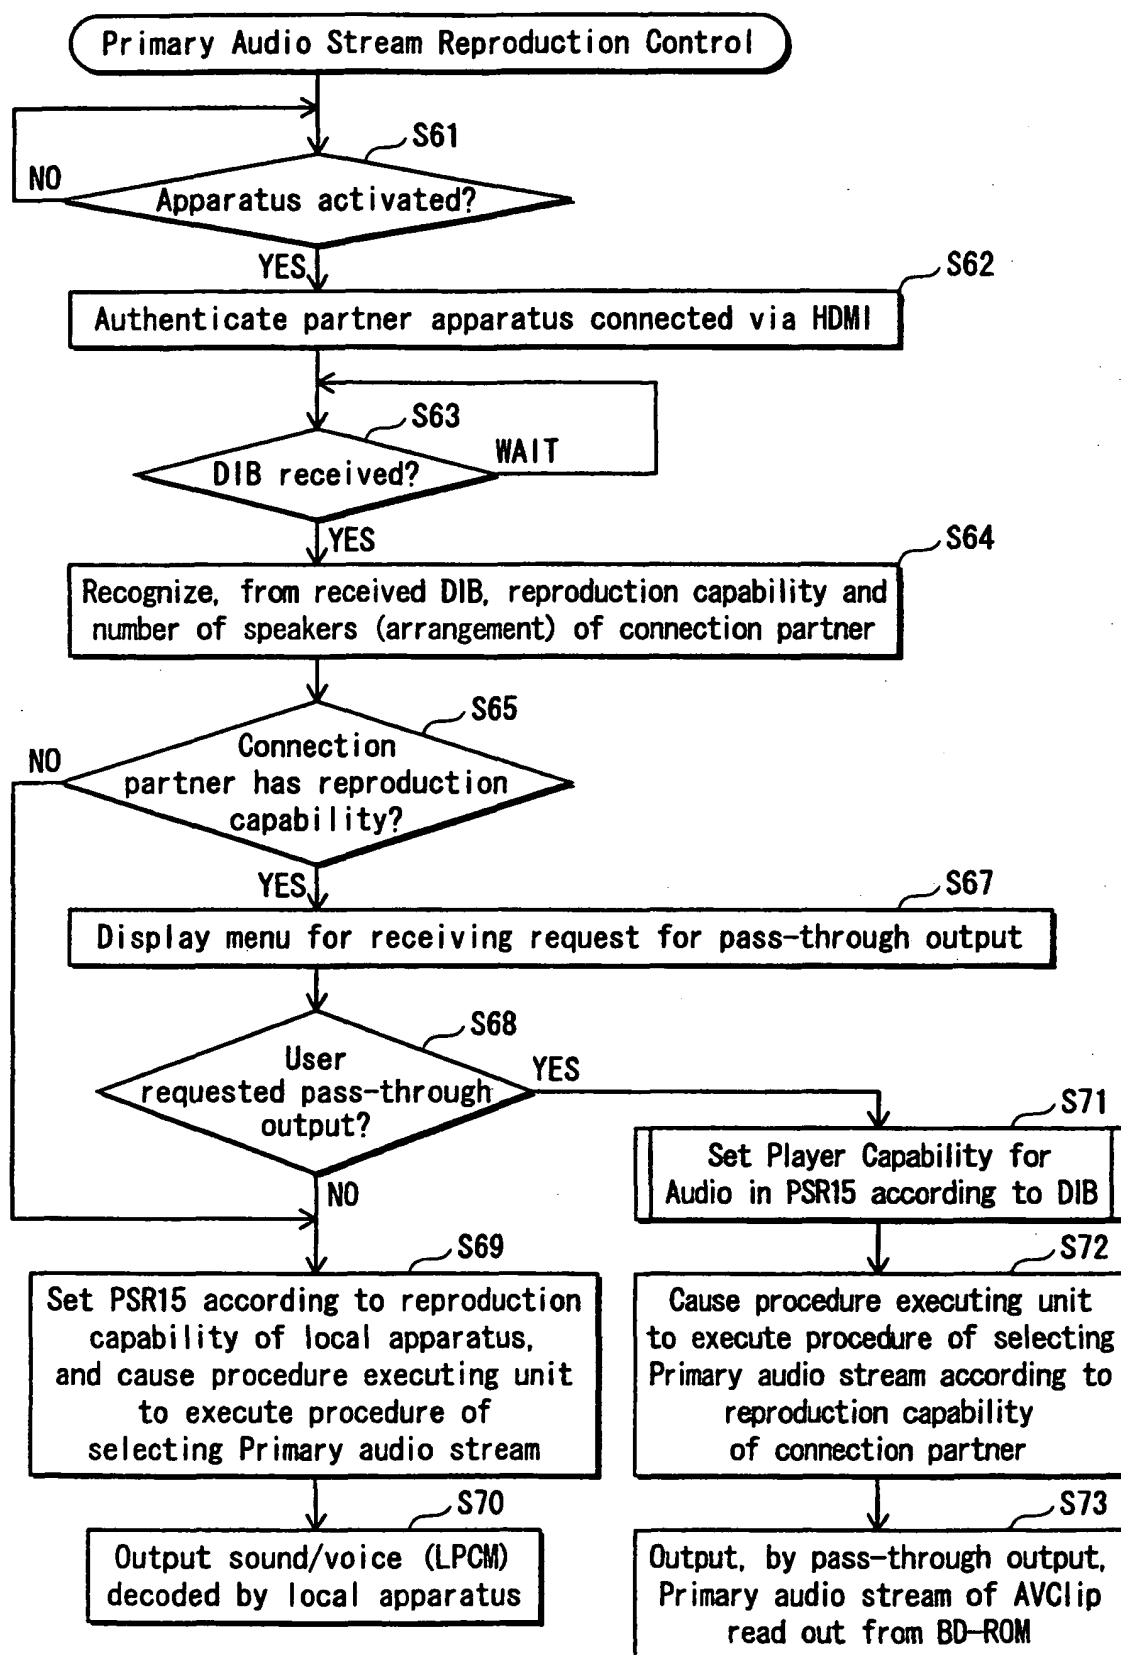 Primary Audio Stream Reproduction Control
S61
NO
Apparatus activated?
YES
S62
Authenticate partner apparatus connected via HDMI
S63
WAIT
DIB received?
YES
S64
Recognize, from received DIB, reproduction capability and
number of speakers (arrangement) of connection partner
S65
NO
Connection
partner has reproduction
capability?
YES
S67
Display menu for receiving request for pass-through output
S68
User
requested pass-through
output?
YES
NO
S71
Set Player Capability for
Audio in PSR15 according to DIB
S69
Set PSR15 according to reproduction
capability of local apparatus,
and cause procedure executing unit
to execute procedure of
selecting Primary audio stream
S72
Cause procedure executing unit
to execute procedure of selecting
Primary audio stream according to
reproduction capability
of connection partner
S70
Output sound/voice (LPCM)
decoded by local apparatus
S73
Output, by pass-through output,
Primary audio stream of AVClip
read out from BD-ROM